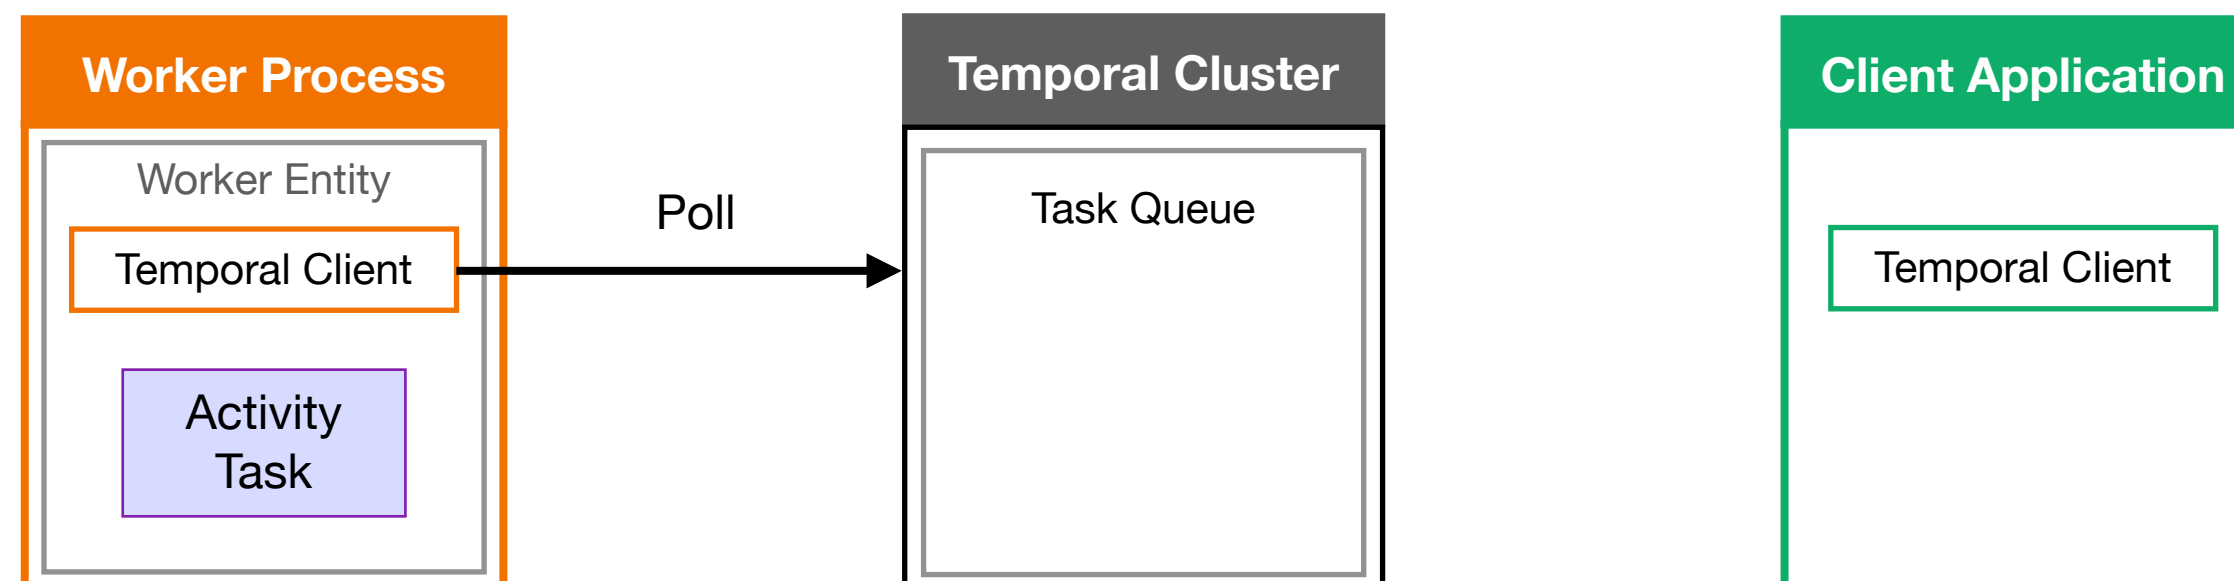 Worker Process
Worker Entity
Temporal Client
Activity
Task
Poll
Temporal Cluster
Task Queue
Client Application
Temporal Client